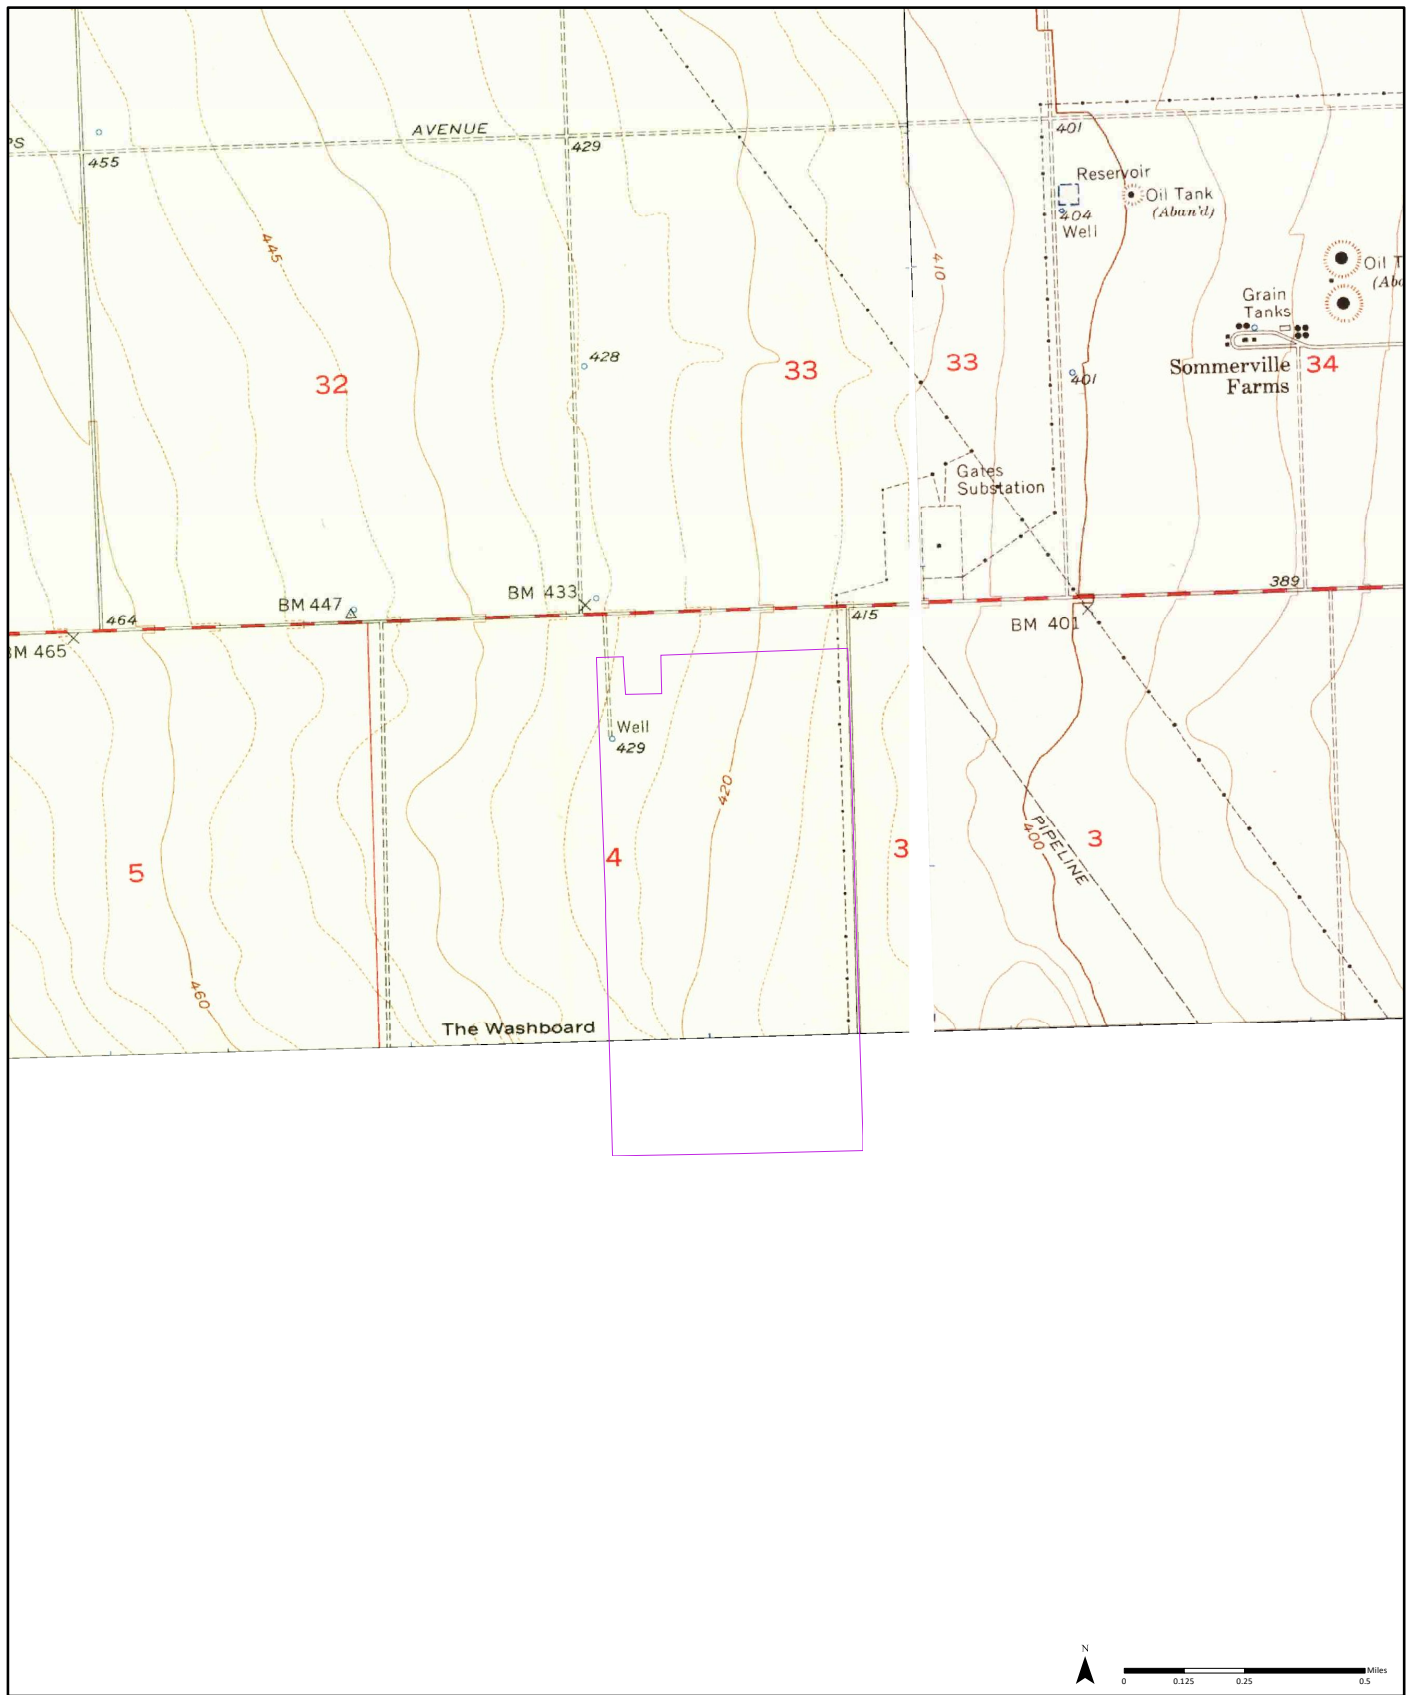 AVENUE
PS
455
429
401
Reservoir
Oil Tank
(Aban'd)
404
Well
445
410
Oil T
(Abo
Grain
Tanks
428
32
33
33
401
Sommerville
Farms
34
Gates
Substation
389
BM 433
BM 447
464
415
BM 401
BM 465
Well
429
420
400
PIPELINE
3
3
4
5
460
The Washboard
N
Miles
0
0.125
0.25
0.5